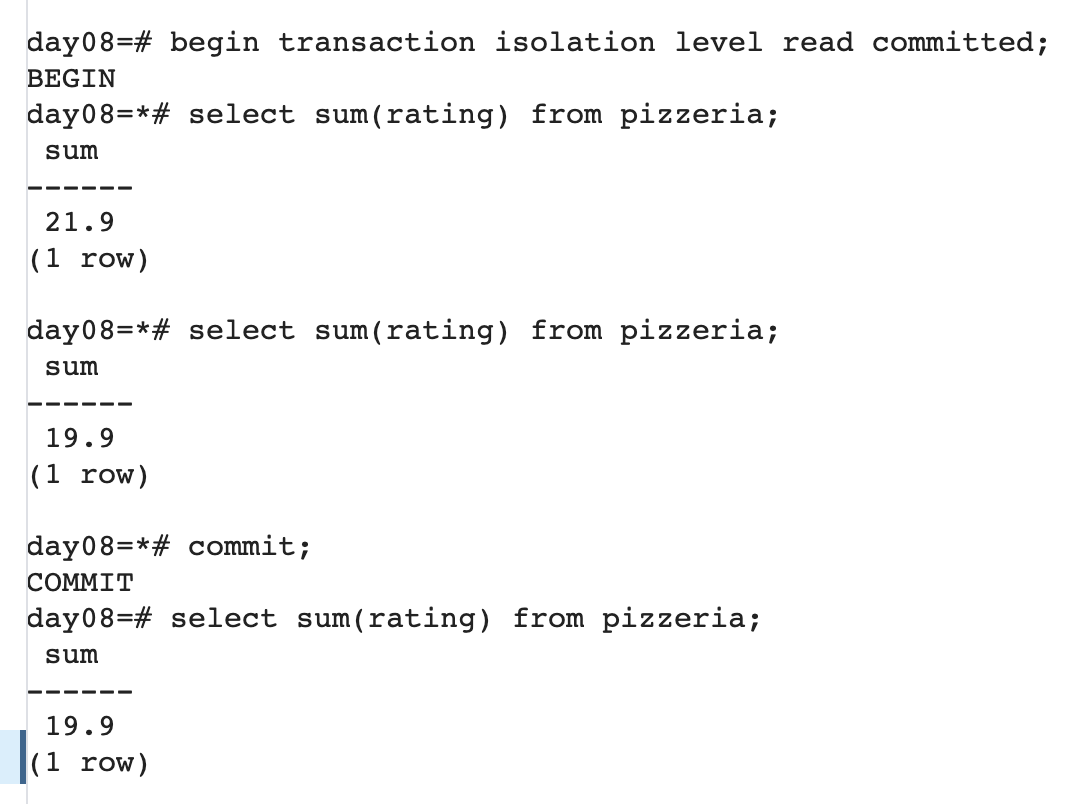 day08=# begin transaction isolation level read committed;
BEGIN
day08=*# select sum(rating) from pizzeria;
 sum
------
 21.9
(1 row)

day08=*# select sum(rating) from pizzeria;
 sum
------
 19.9
(1 row)

day08=*# commit;
COMMIT
day08=# select sum(rating) from pizzeria;
 sum
------
 19.9
(1 row)